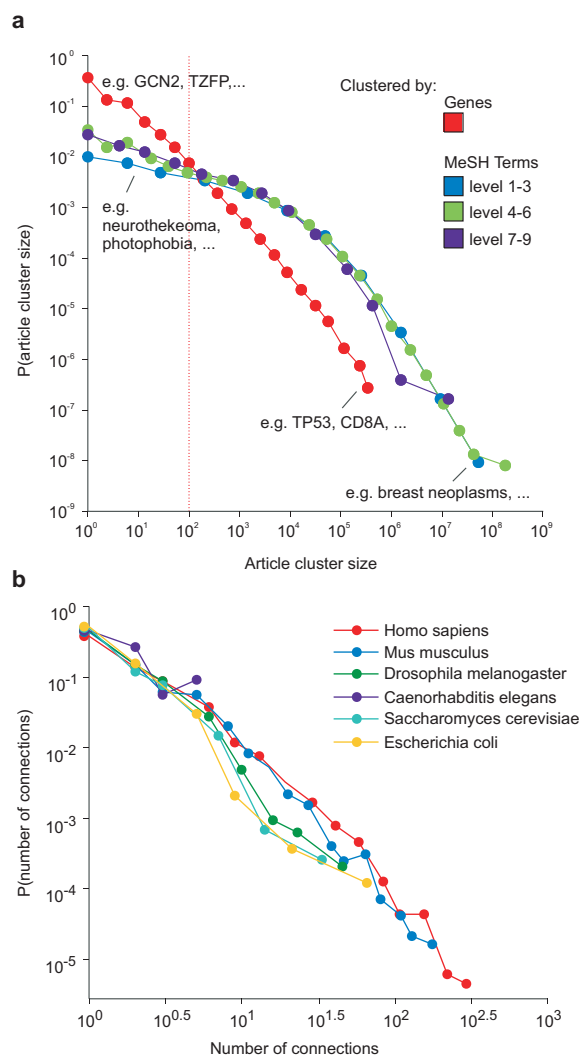 a
10^0
10^-1
10^-2
10^-3
10^-4
10^-5
10^-6
10^-7
10^-8
10^-9
P(article cluster size)
e.g. GCN2, TZFP,...
Clustered by:
Genes
MeSH Terms
level 1-3
level 4-6
level 7-9
e.g.
neurothekeoma,
photophobia, ...
e.g. TP53, CD8A, ...
e.g. breast neoplasms, ...
10^0 10^1 10^2 10^3 10^4 10^5 10^6 10^7 10^8 10^9
Article cluster size
b
10^0
10^-1
10^-2
10^-3
10^-4
10^-5
P(number of connections)
Homo sapiens
Mus musculus
Drosophila melanogaster
Caenorhabditis elegans
Saccharomyces cerevisiae
Escherichia coli
10^0 10^0.5 10^1 10^1.5 10^2 10^2.5 10^3
Number of connections